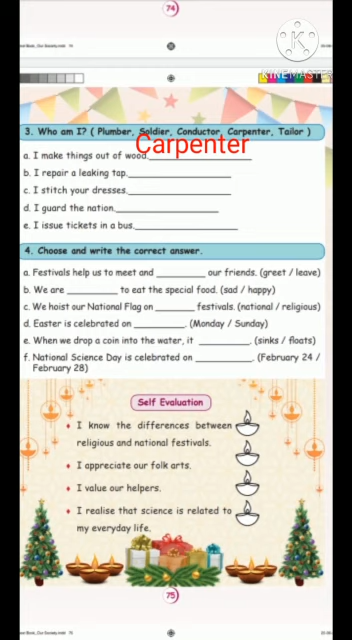 74
KINEMASTER
3. Who am I? ( Plumber, Soldier, Conductor, Carpenter, Tailor )
Carpenter
a. I make things out of wood.
b. I repair a leaking tap.
c. I stitch your dresses.
d. I guard the nation.
e. I issue tickets in a bus.
4. Choose and write the correct answer.
a. Festivals help us to meet and ________ our friends. (greet / leave)
b. We are ________ to eat the special food. (sad / happy)
c. We hoist our National Flag on ________ festivals. (national / religious)
d. Easter is celebrated on ________. (Monday / Sunday)
e. When we drop a coin into the water, it ________. (sinks / floats)
f. National Science Day is celebrated on ________. (February 24 /
February 28)
Self Evaluation
♦ I know the differences between
religious and national festivals.
♦ I appreciate our folk arts.
♦ I value our helpers.
♦ I realise that science is related to
my everyday life.
75